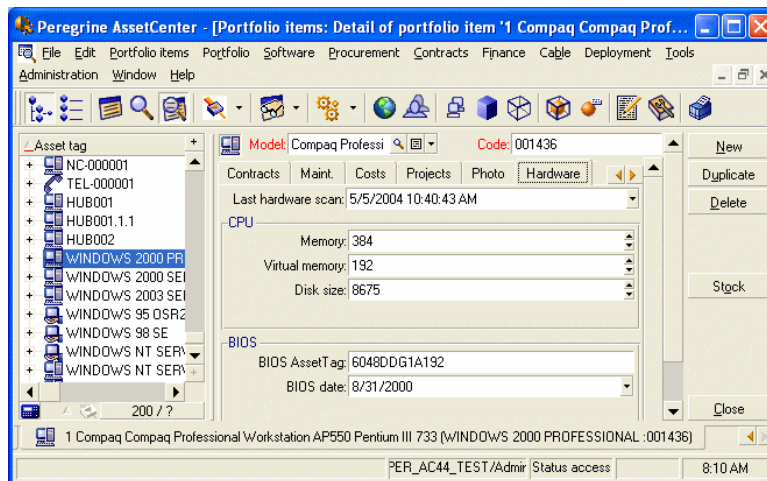 Peregrine AssetCenter - [Portfolio items: Detail of portfolio item '1 Compaq Compaq Prof...
File Edit Portfolio items Portfolio Software Procurement Contracts Finance Cable Deployment Tools
Administration Window Help
Asset tag
NC-000001
TEL-000001
HUB001
HUB001.1.1
HUB002
WINDOWS 2000 PR
WINDOWS 2000 SE
WINDOWS 2003 SE
WINDOWS 95 OSR2
WINDOWS 98 SE
WINDOWS NT SERV
WINDOWS NT SERV
200 / ?
Model: Compaq Professi Code: 001436
Contracts Maint. Costs Projects Photo Hardware
Last hardware scan: 5/5/2004 10:40:43 AM
CPU
Memory: 384
Virtual memory: 192
Disk size: 8675
BIOS
BIOS AssetTag: 6048DDG1A192
BIOS date: 8/31/2000
New
Duplicate
Delete
Stock
Close
1 Compaq Compaq Professional Workstation AP550 Pentium III 733 (WINDOWS 2000 PROFESSIONAL :001436)
PER_AC44_TEST/Admir Status access 8:10 AM